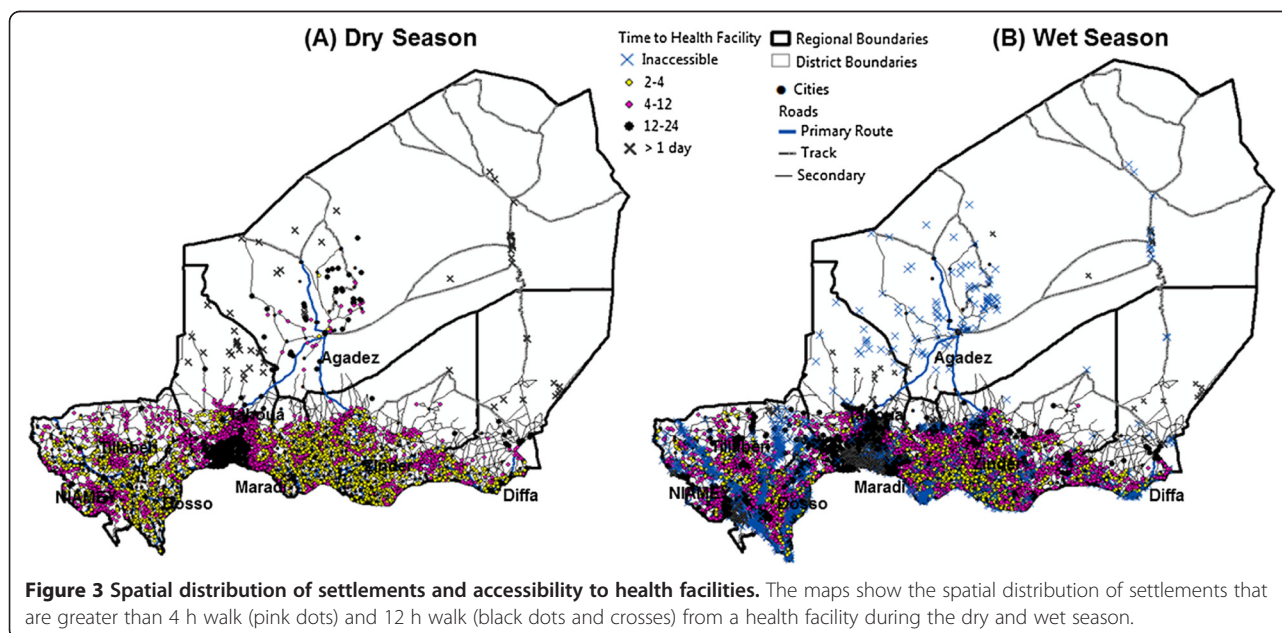 (A) Dry Season
Time to Health Facility
Inaccessible
2-4
4-12
12-24
> 1 day
Regional Boundaries
District Boundaries
Cities
Roads
Primary Route
Track
Secondary
(B) Wet Season
Agadez
Maradi
Diffa
Agadez
Maradi
Diffa
Figure 3 Spatial distribution of settlements and accessibility to health facilities. The maps show the spatial distribution of settlements that
are greater than 4 h walk (pink dots) and 12 h walk (black dots and crosses) from a health facility during the dry and wet season.